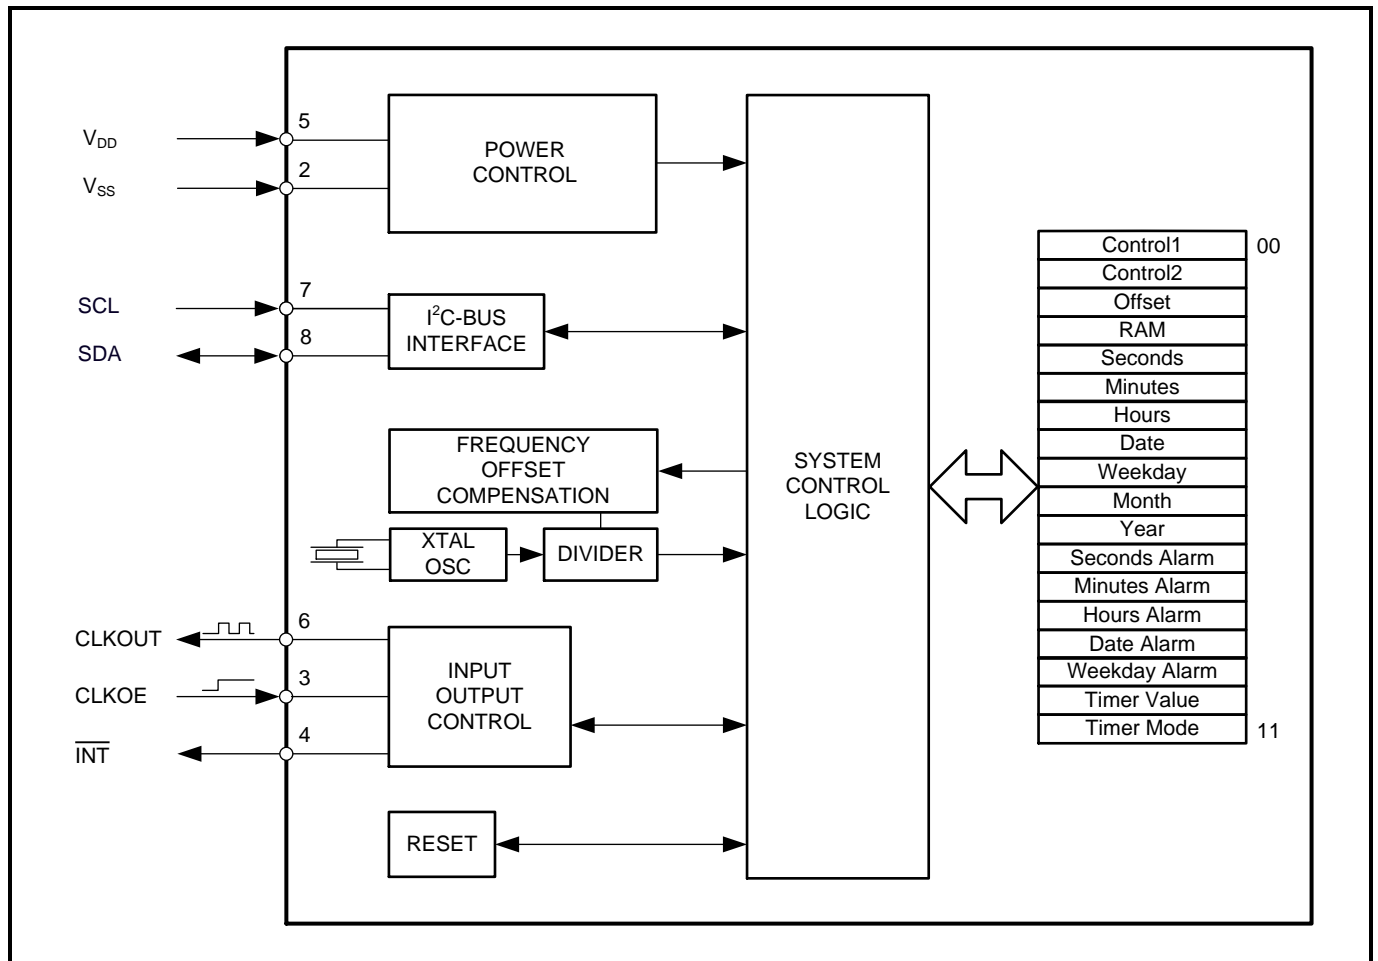 V_DD
5
V_SS
2
POWER
CONTROL
SCL
7
SDA
8
I²C-BUS
INTERFACE
FREQUENCY
OFFSET
COMPENSATION
XTAL
OSC
DIVIDER
CLKOUT
6
CLKOE
3
INT
4
INPUT
OUTPUT
CONTROL
RESET
SYSTEM
CONTROL
LOGIC
Control1
00
Control2
Offset
RAM
Seconds
Minutes
Hours
Date
Weekday
Month
Year
Seconds Alarm
Minutes Alarm
Hours Alarm
Date Alarm
Weekday Alarm
Timer Value
Timer Mode
11